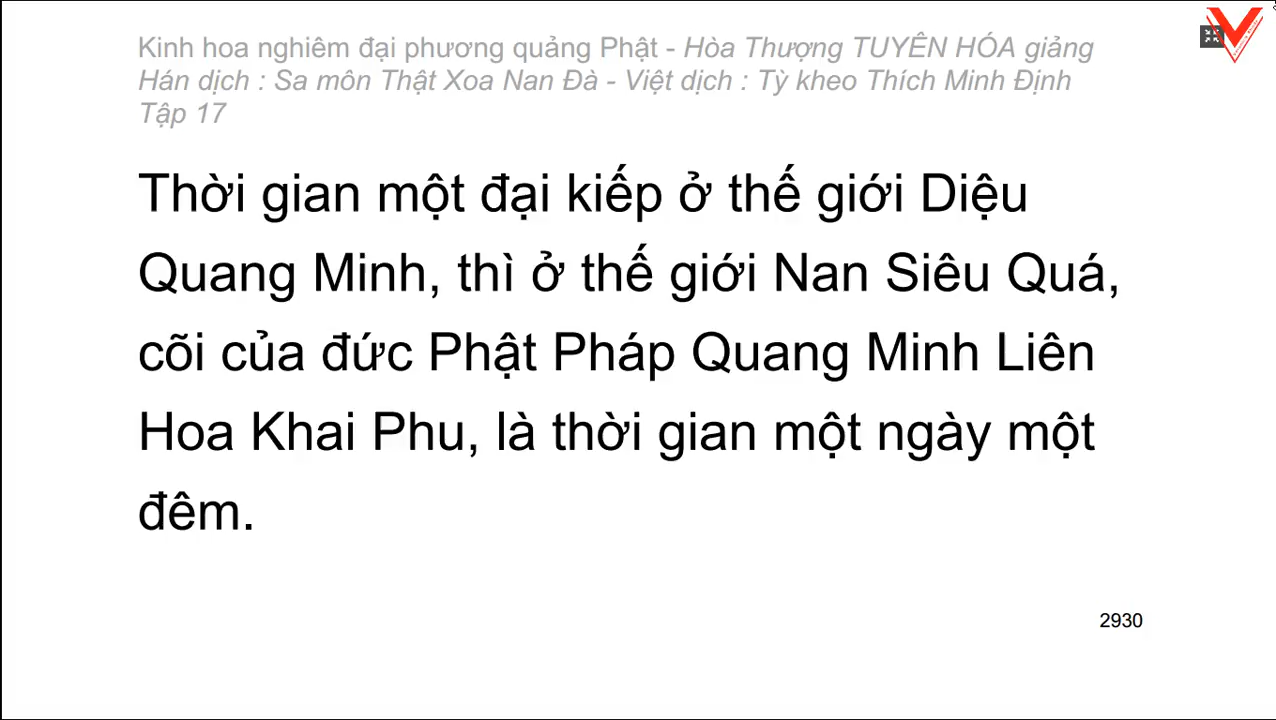 Kinh hoa nghiêm đại phương quảng Phật - Hòa Thượng TUYÊN HÓA giảng
Hán dịch : Sa môn Thật Xoa Nan Đà - Việt dịch : Tỳ kheo Thích Minh Định
Tập 17
Thời gian một đại kiếp ở thế giới Diệu
Quang Minh, thì ở thế giới Nan Siêu Quá,
cõi của đức Phật Pháp Quang Minh Liên
Hoa Khai Phu, là thời gian một ngày một
đêm.
2930